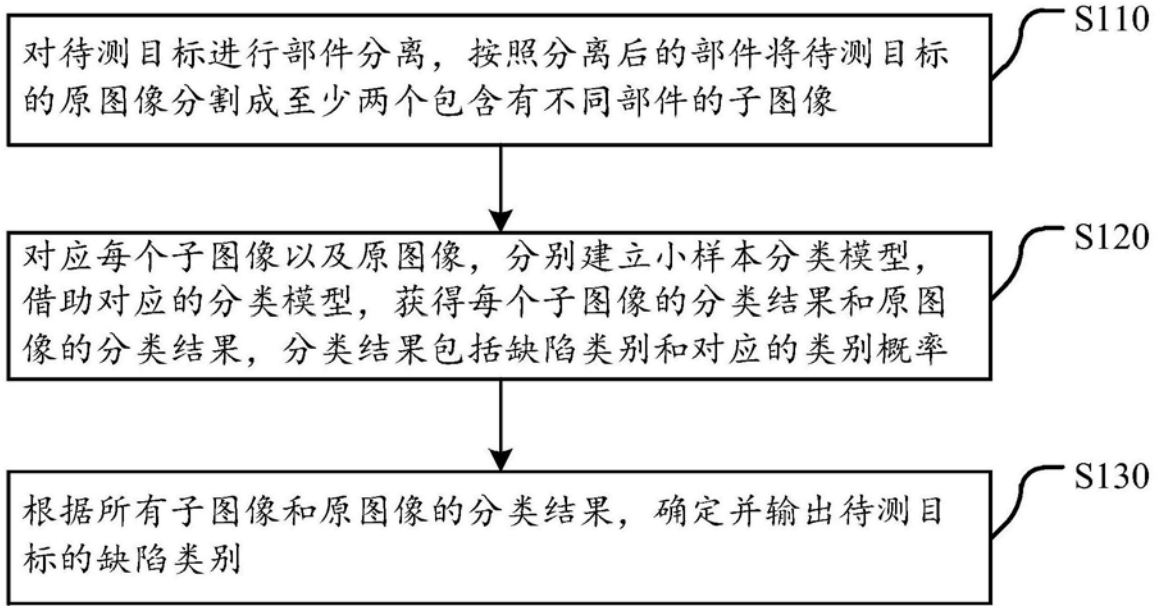 S110
对待测目标进行部件分离，按照分离后的部件将待测目标
的原图像分割成至少两个包含有不同部件的子图像
S120
对应每个子图像以及原图像，分别建立小样本分类模型，
借助对应的分类模型，获得每个子图像的分类结果和原图
像的分类结果，分类结果包括缺陷类别和对应的类别概率
S130
根据所有子图像和原图像的分类结果，确定并输出待测目
标的缺陷类别